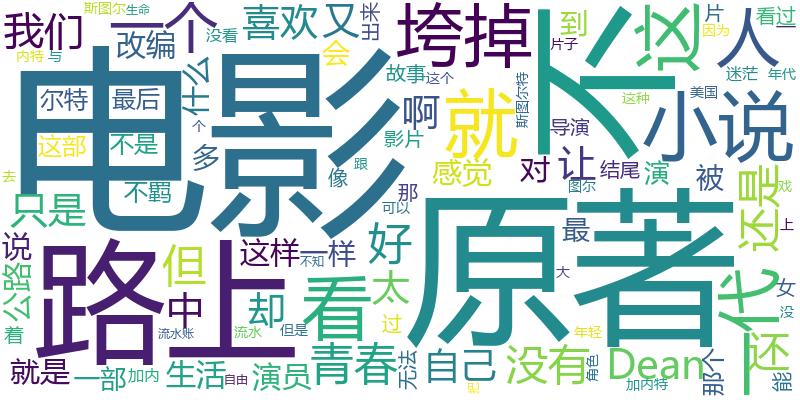 斯图尔 生命
我们 一个 没看 喜欢 又 出来 垮掉 不 这 到 片 看过
内特 与 改编 会 片子 人 因为 一
电影 什么 故事 这个 就 迷茫 年代
尔特 最后 啊 斯图尔特 小说 美国
这部 不是 个 多 影片 导演 这种
不羁 像 跟 感觉 对 让 结尾 演 被
去 只是 那 可以 原著 图尔 还是 戏
说 但 这样 一样 好 最 上
公路 路上 中 却 不知 看 太 大 一代 女
着 流水账 流水 但是 过 年轻 没
就是 一部 加内 生活 自由 演员 青春 无法 自己 没有 角色 Dean 加内特 那个 还 能